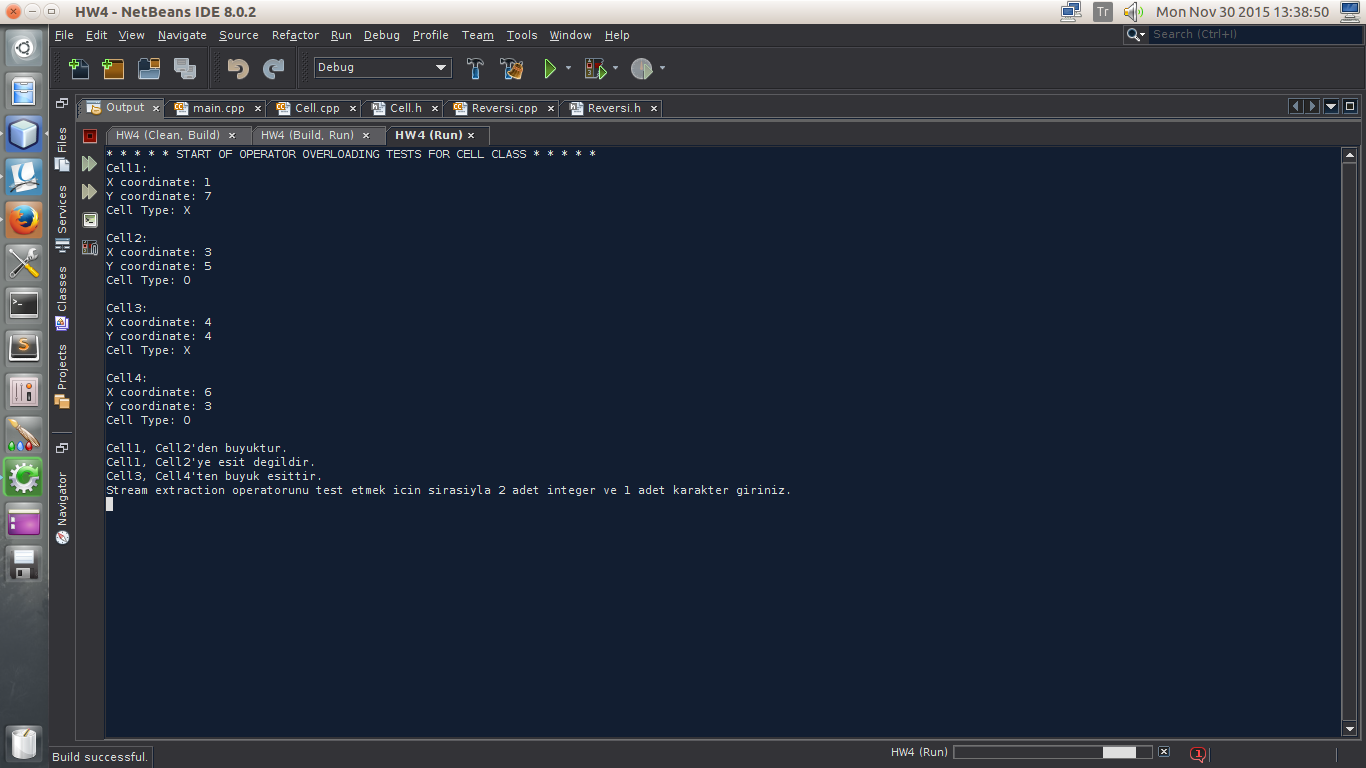 HW4 - NetBeans IDE 8.0.2
Tr
Mon Nov 30 2015 13:38:50
File Edit View Navigate Source Refactor Run Debug Profile Team Tools Window Help
Search (Ctrl+I)
Debug
Output main.cpp Cell.cpp Cell.h Reversi.cpp Reversi.h
HW4 (Clean, Build) HW4 (Build, Run) HW4 (Run)
Files
Services
Classes
Projects
Navigator
* * * * * START OF OPERATOR OVERLOADING TESTS FOR CELL CLASS * * * * *
Cell1:
X coordinate: 1
Y coordinate: 7
Cell Type: X
Cell2:
X coordinate: 3
Y coordinate: 5
Cell Type: O
Cell3:
X coordinate: 4
Y coordinate: 4
Cell Type: X
Cell4:
X coordinate: 6
Y coordinate: 3
Cell Type: O
Cell1, Cell2'den buyuktur.
Cell1, Cell2'ye esit degildir.
Cell3, Cell4'ten buyuk esittir.
Stream extraction operatorunu test etmek icin sirasiyla 2 adet integer ve 1 adet karakter giriniz.
Build successful.
HW4 (Run)
1